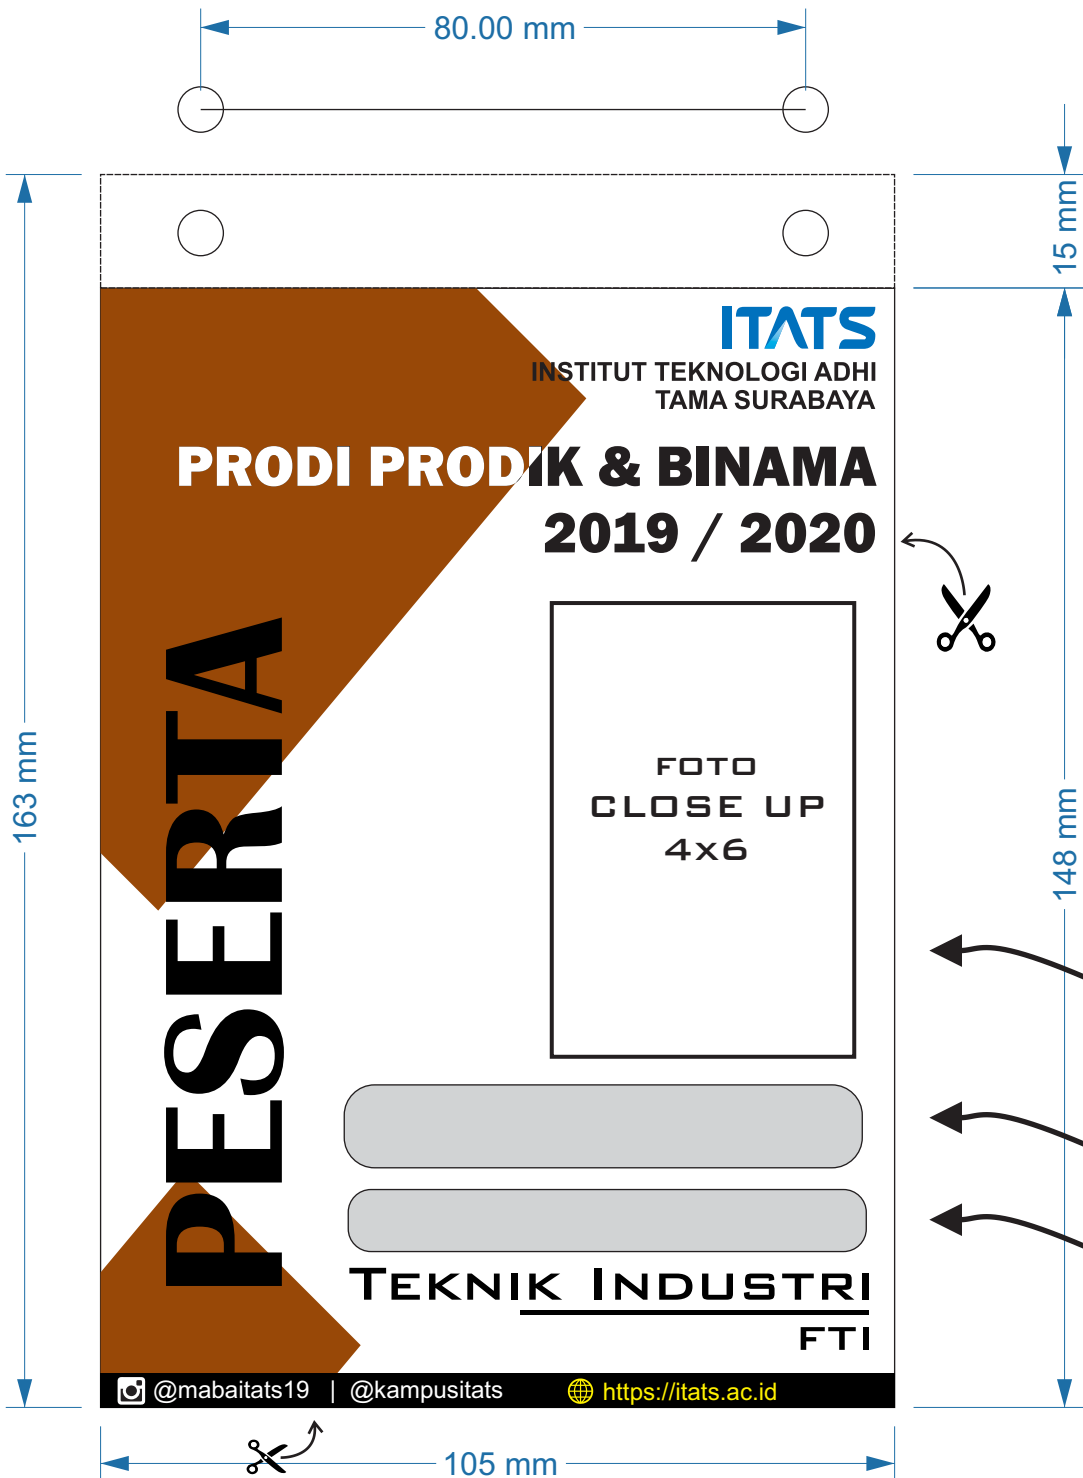 80.00 mm
15 mm
163 mm
148 mm
ITATS
INSTITUT TEKNOLOGI ADHI
TAMA SURABAYA
PRODI PRODIK & BINAMA
2019 / 2020
PESERTA
FOTO
CLOSE UP
4x6
TEKNIK INDUSTRI
FTI
@mabaitats19 | @kampusitats https://itats.ac.id
105 mm